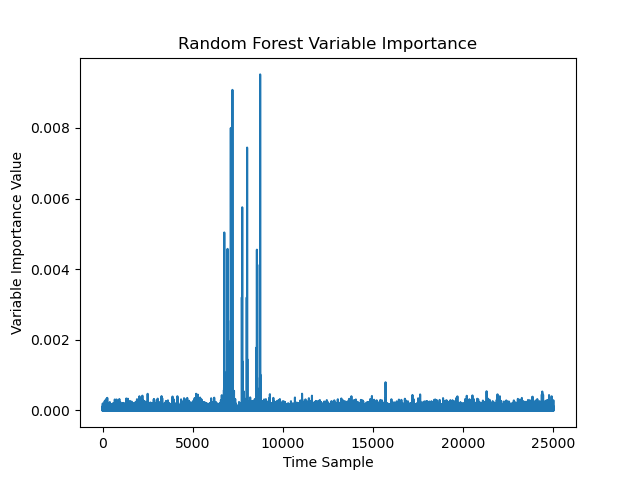 Random Forest Variable Importance
Variable Importance Value
0.008
0.006
0.004
0.002
0.000
0 5000 10000 15000 20000 25000
Time Sample